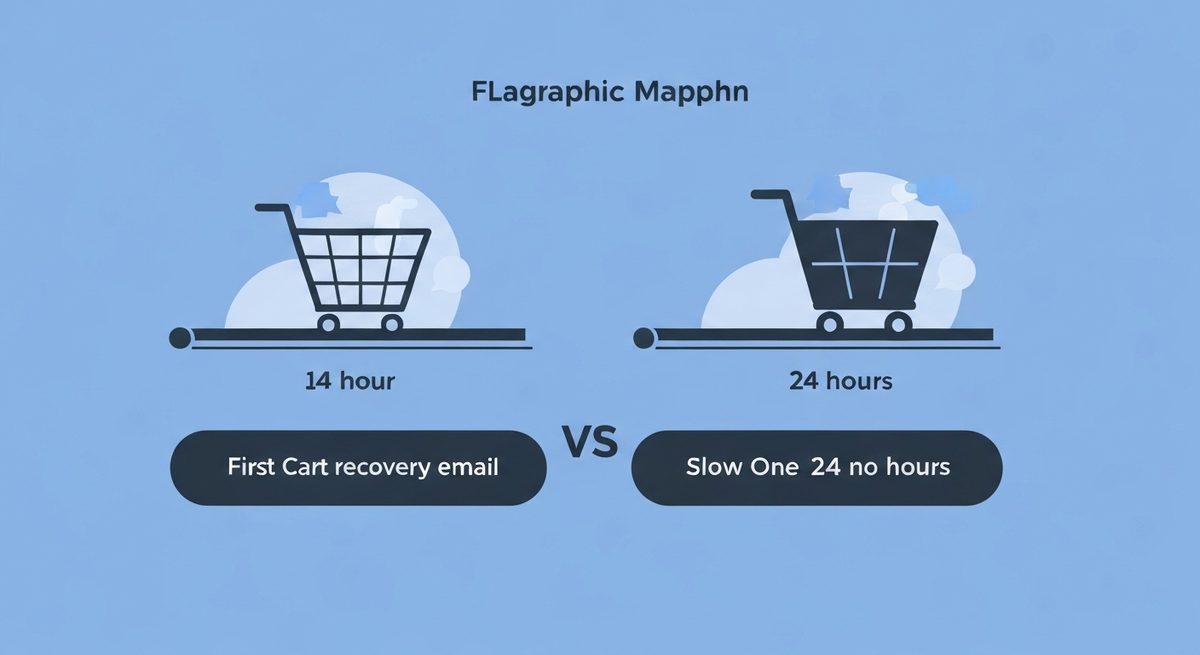 FLagraphic Mapphn
14 hour
24 hours
VS
First Cart recovery email
Slow One 24 no hours